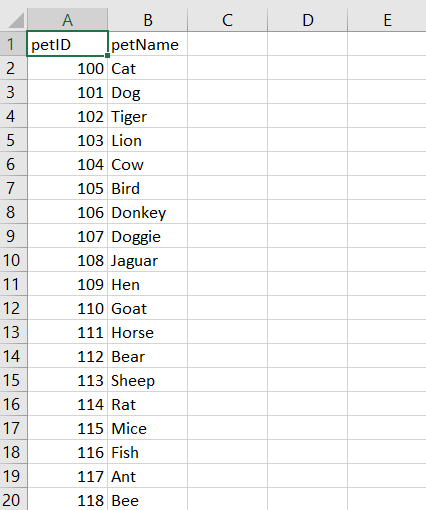 A B C D E
1 petID petName
2 100 Cat
3 101 Dog
4 102 Tiger
5 103 Lion
6 104 Cow
7 105 Bird
8 106 Donkey
9 107 Doggie
10 108 Jaguar
11 109 Hen
12 110 Goat
13 111 Horse
14 112 Bear
15 113 Sheep
16 114 Rat
17 115 Mice
18 116 Fish
19 117 Ant
20 118 Bee